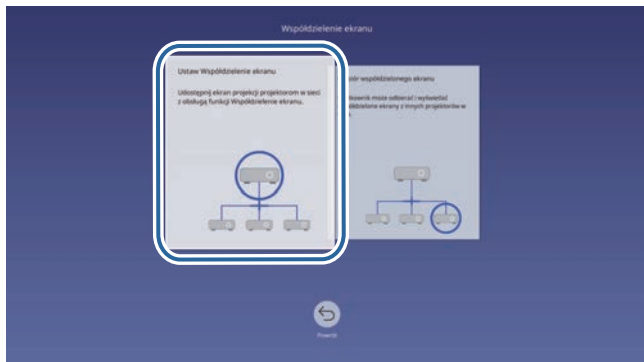 Współdzielenie ekranu
Ustaw Współdzielenie ekranu
Udostępnij ekran projekcji projektorom w sieci
z obsługą funkcji Współdzielenie ekranu.
współdzielonego ekranu
może odbierać i wyświetlać
ekrany z innych projektorów w
Powrót